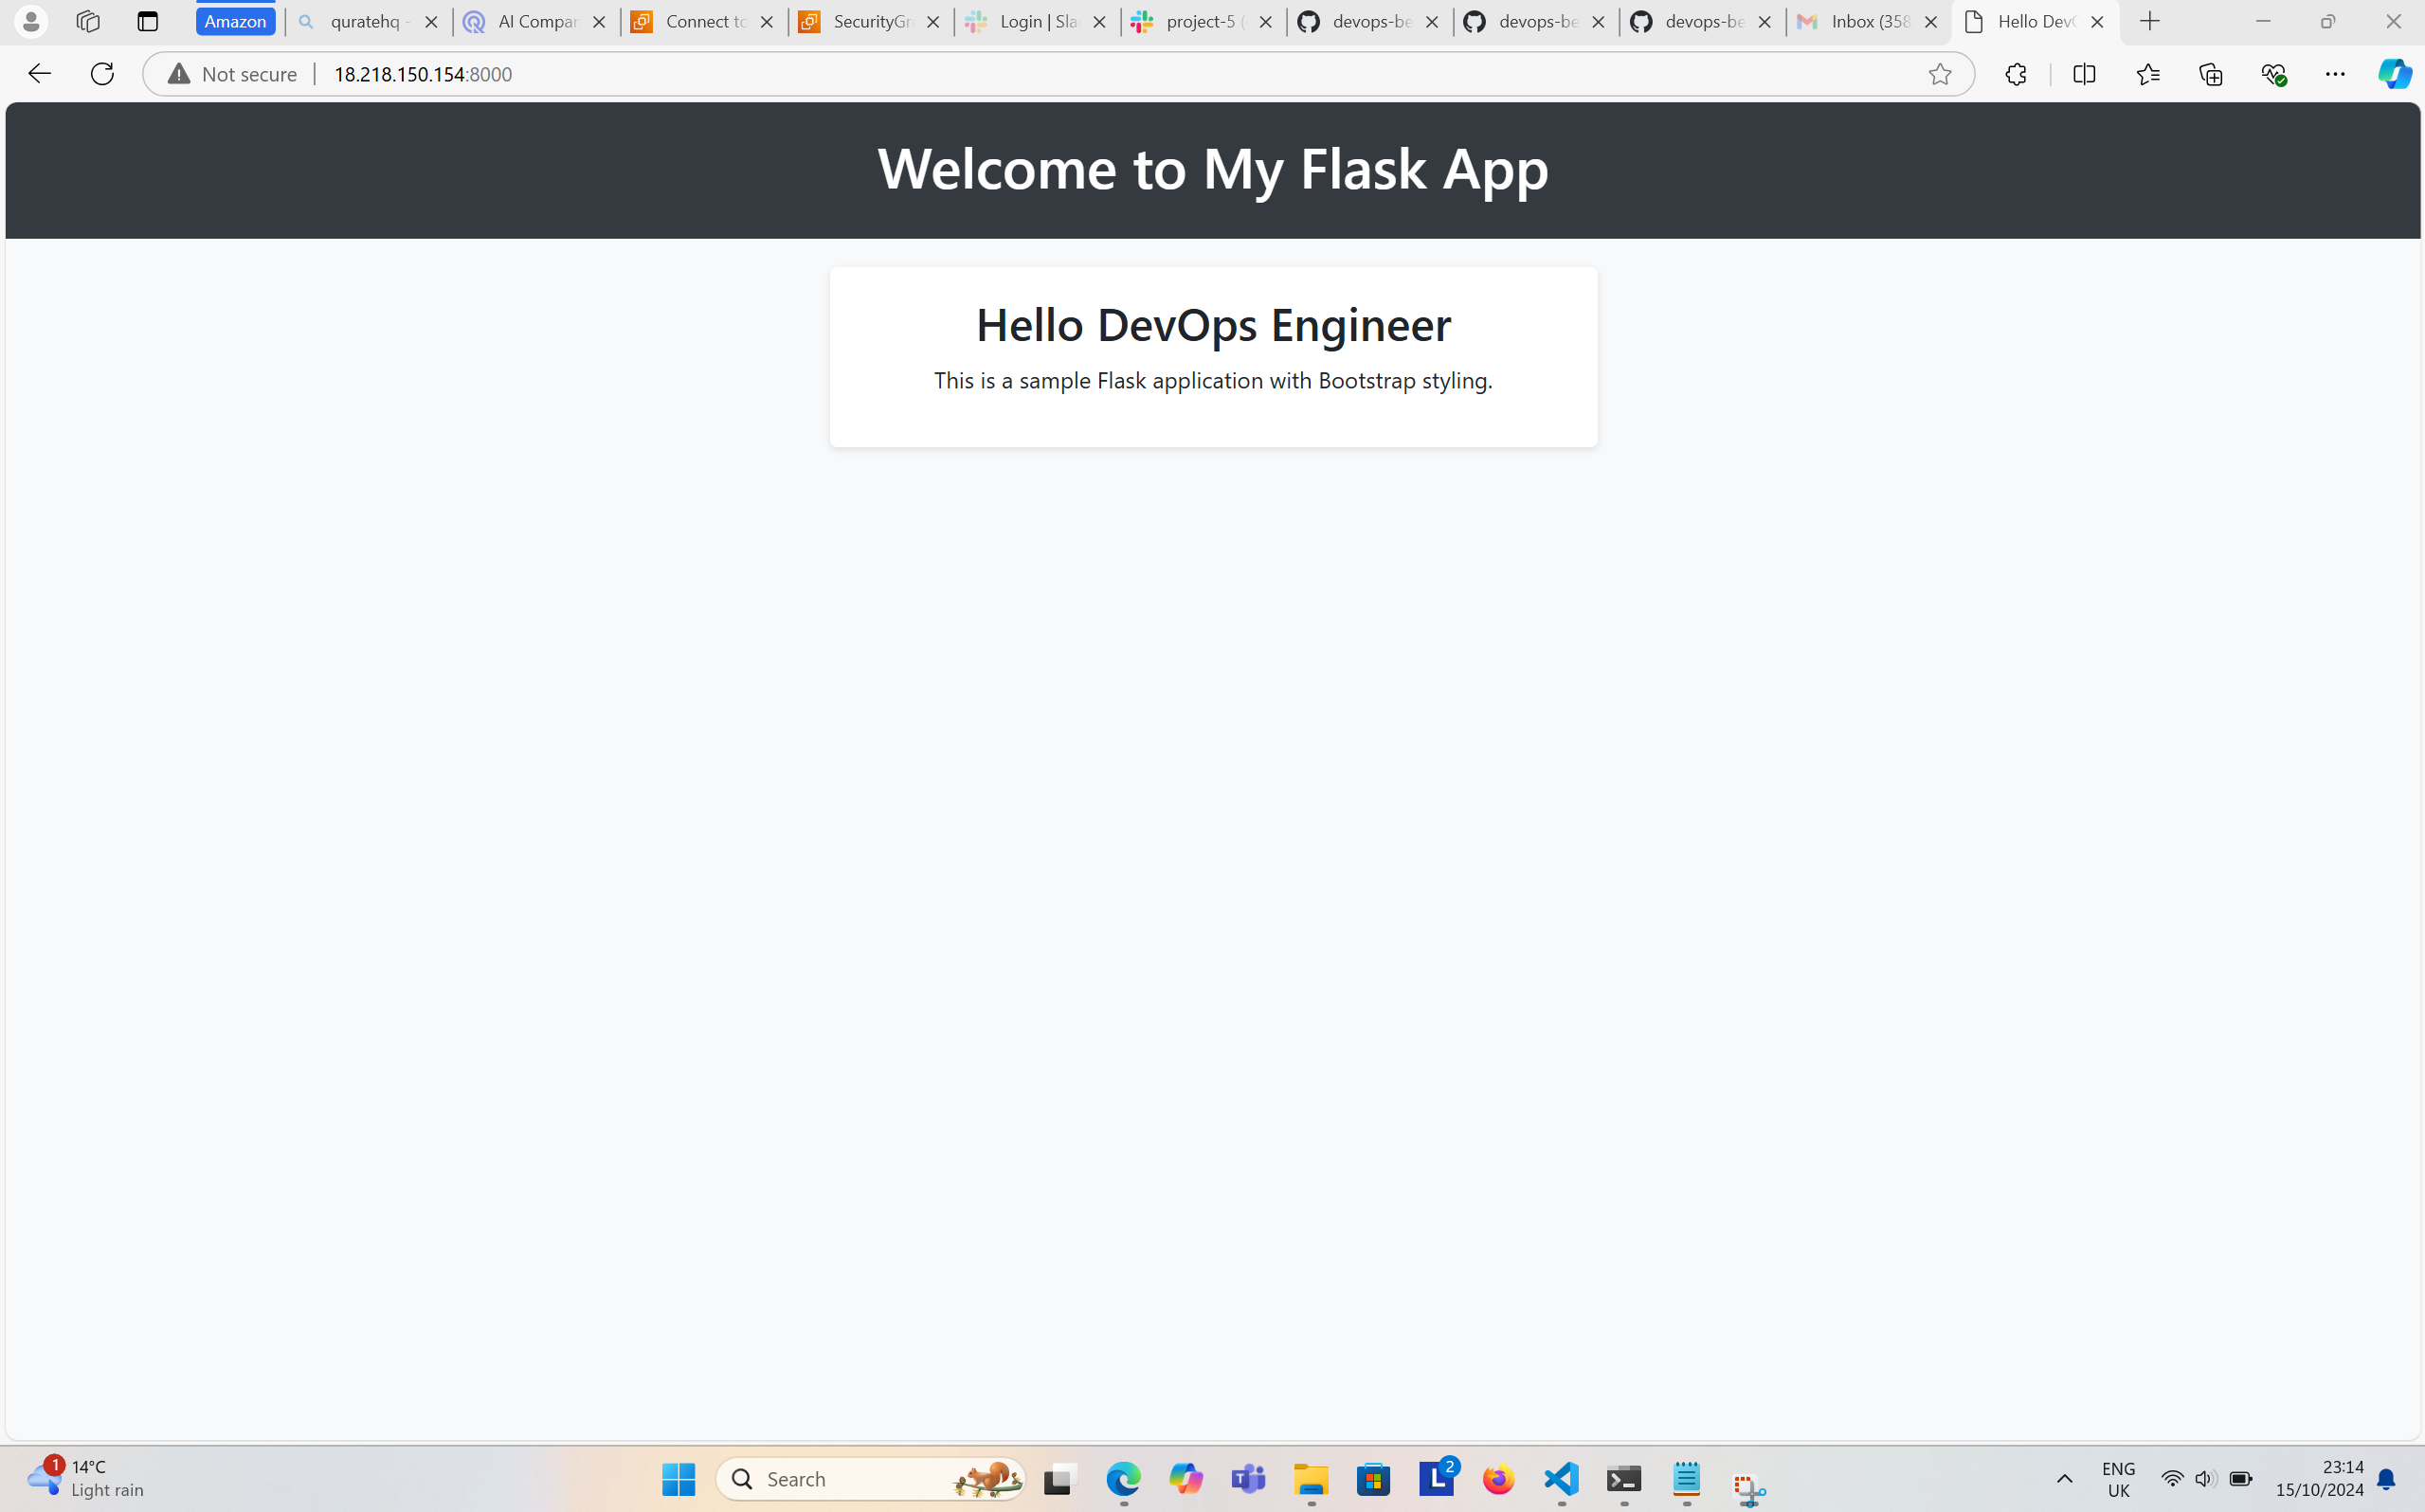 Amazon
quratehq -
AI Compar
Connect to
SecurityGr
Login | Sla
project-5 (
devops-be
devops-be
devops-be
Inbox (358
Hello Dev
Not secure | 18.218.150.154:8000
Welcome to My Flask App
Hello DevOps Engineer
This is a sample Flask application with Bootstrap styling.
1
14°C
Light rain
Search
T
L
2
ENG
UK
23:14
15/10/2024